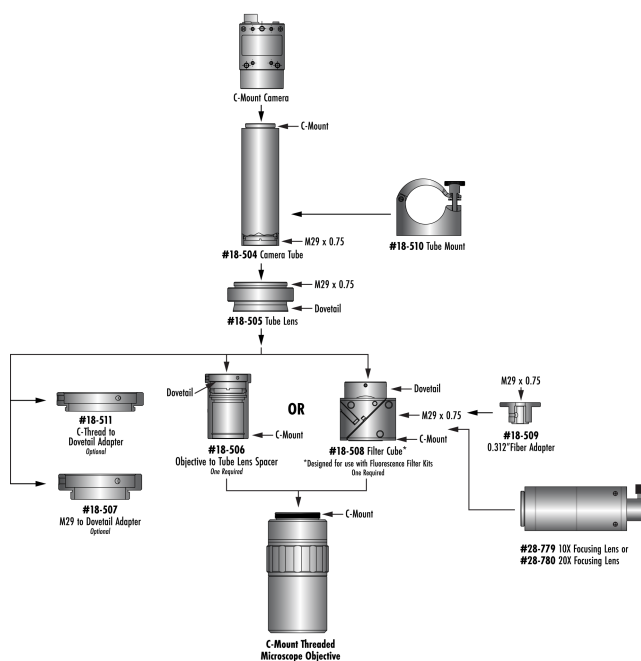 C-Mount Camera
C-Mount
M29 x 0.75
#18-504 Camera Tube
#18-510 Tube Mount
M29 x 0.75
Dovetail
#18-505 Tube Lens
#18-511
C-Thread to
Dovetail Adapter
Optional
#18-507
M29 to Dovetail Adapter
Optional
Dovetail
C-Mount
#18-506
Objective to Tube Lens Spacer
One Required
OR
Dovetail
M29 x 0.75
C-Mount
#18-508 Filter Cube*
*Designed for use with Fluorescence Filter Kits
One Required
M29 x 0.75
#18-509
0.312"Fiber Adapter
#28-779 10X Focusing Lens or
#28-780 20X Focusing Lens
C-Mount
C-Mount Threaded
Microscope Objective